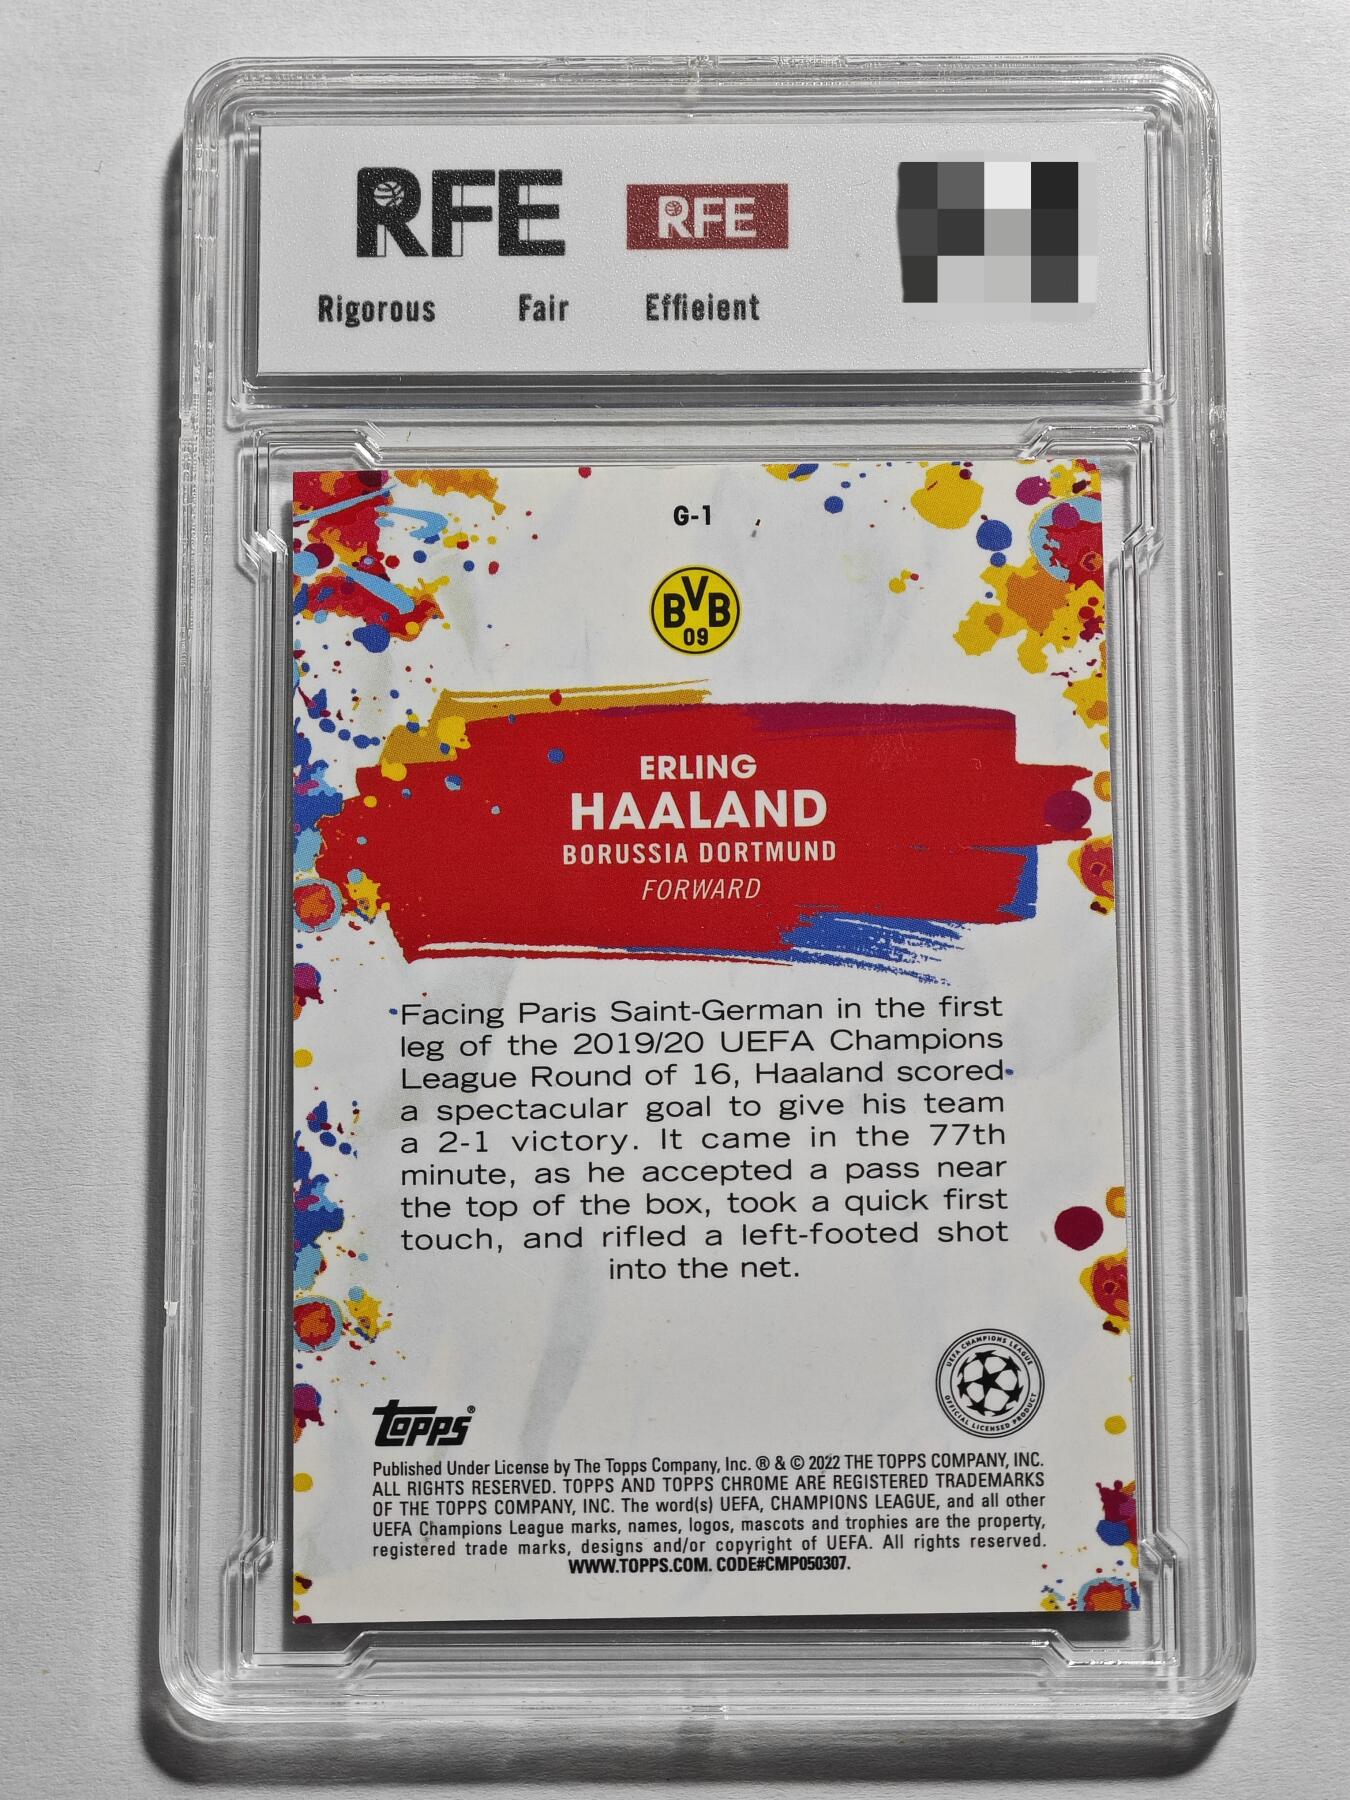 RFE RFE
Rigorous Fair Effieient
G-1
BVB
09
ERLING
HAALAND
BORUSSIA DORTMUND
FORWARD
Facing Paris Saint-German in the first
leg of the 2019/20 UEFA Champions
League Round of 16, Haaland scored
a spectacular goal to give his team
a 2-1 victory. It came in the 77th
minute, as he accepted a pass near
the top of the box, took a quick first
touch, and rifled a left-footed shot
into the net.
UEFA CHAMPIONS LEAGUE
OFFICIAL LICENSED PRODUCT
topps®
Published Under License by The Topps Company, Inc. ® & © 2022 THE TOPPS COMPANY, INC.
ALL RIGHTS RESERVED. TOPPS AND TOPPS CHROME ARE REGISTERED TRADEMARKS
OF THE TOPPS COMPANY, INC. The word(s) UEFA, CHAMPIONS LEAGUE, and all other
UEFA Champions League marks, names, logos, mascots and trophies are the property,
registered trade marks, designs and/or copyright of UEFA. All rights reserved.
WWW.TOPPS.COM. CODE#CMP050307.